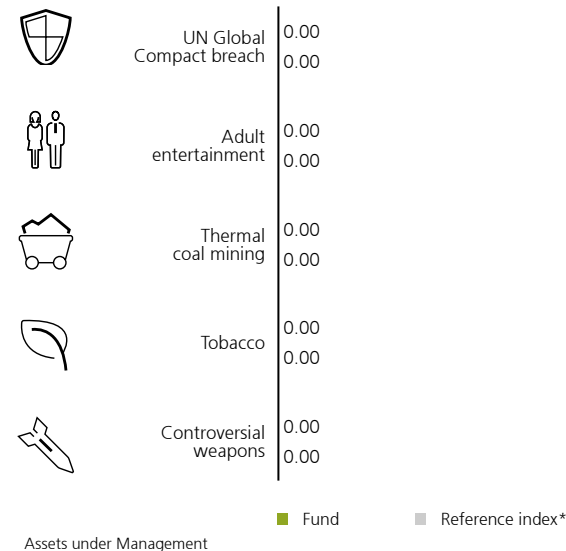 UN Global
Compact breach
0.00
0.00
Adult
entertainment
0.00
0.00
Thermal
coal mining
0.00
0.00
Tobacco
0.00
0.00
Controversial
weapons
0.00
0.00
Fund
Reference index*
Assets under Management